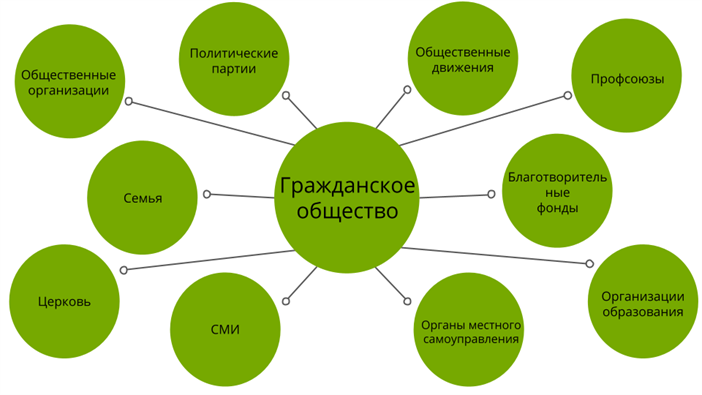 Общественные
организации
Политические
партии
Общественные
движения
Профсоюзы
Семья
Гражданское
общество
Благотворитель
ные
фонды
Церковь
СМИ
Органы местного
самоуправления
Организации
образования